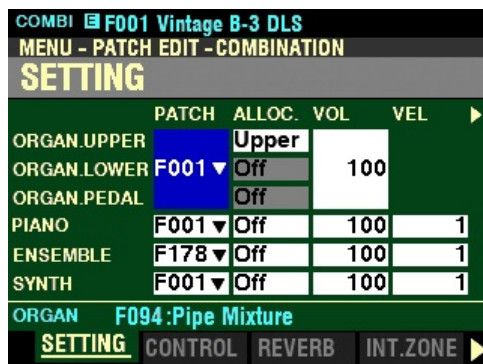 COMBI E F001 Vintage B-3 DLS
MENU - PATCH EDIT - COMBINATION
SETTING
PATCH ALLOC. VOL VEL ▶
ORGAN.UPPER Upper
ORGAN.LOWER F001 ▼ Off 100
ORGAN.PEDAL Off
PIANO F001 ▼ Off 100 1
ENSEMBLE F178 ▼ Off 100 1
SYNTH F001 ▼ Off 100 1
ORGAN F094:Pipe Mixture
SETTING CONTROL REVERB INT.ZONE ▶